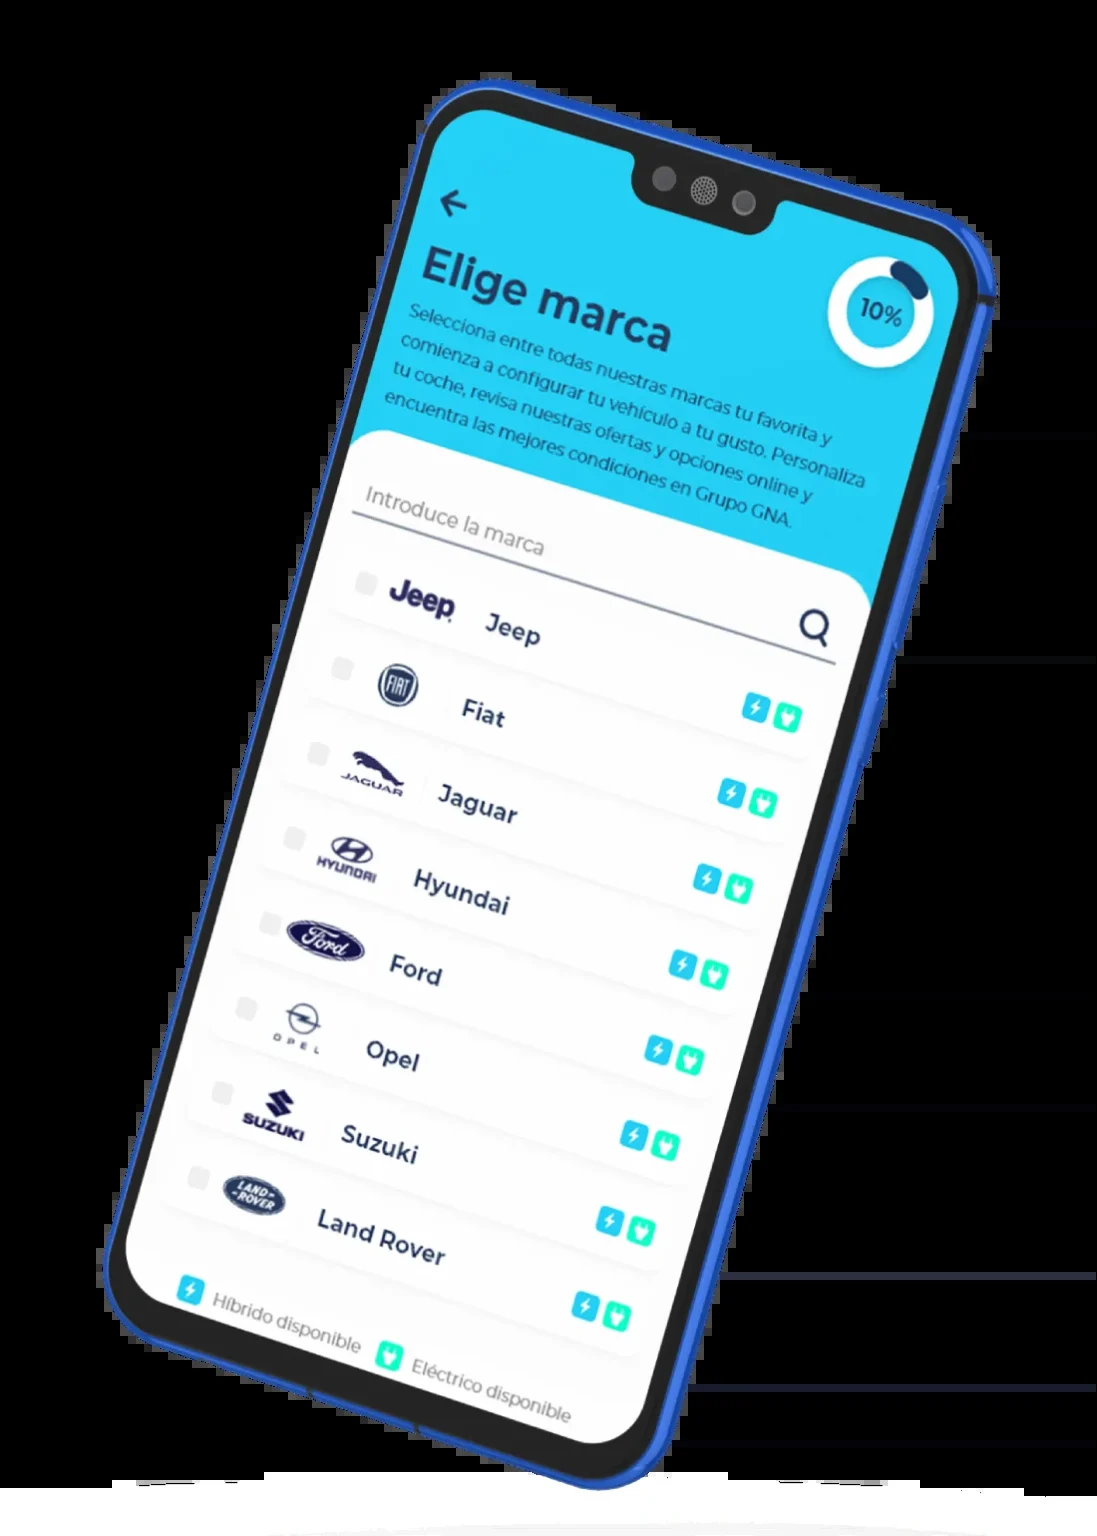 10%
Elige marca
Selecciona entre todas nuestras marcas tu favorita y
comienza a configurar tu vehículo a tu gusto. Personaliza
tu coche, revisa nuestras ofertas y opciones online y
encuentra las mejores condiciones en Grupo GNA.
Introduce la marca
Jeep Jeep
FIAT Fiat
JAGUAR Jaguar
HYUNDAI Hyundai
Ford Ford
OPEL Opel
SUZUKI Suzuki
LAND-
-ROVER Land Rover
Híbrido disponible Eléctrico disponible